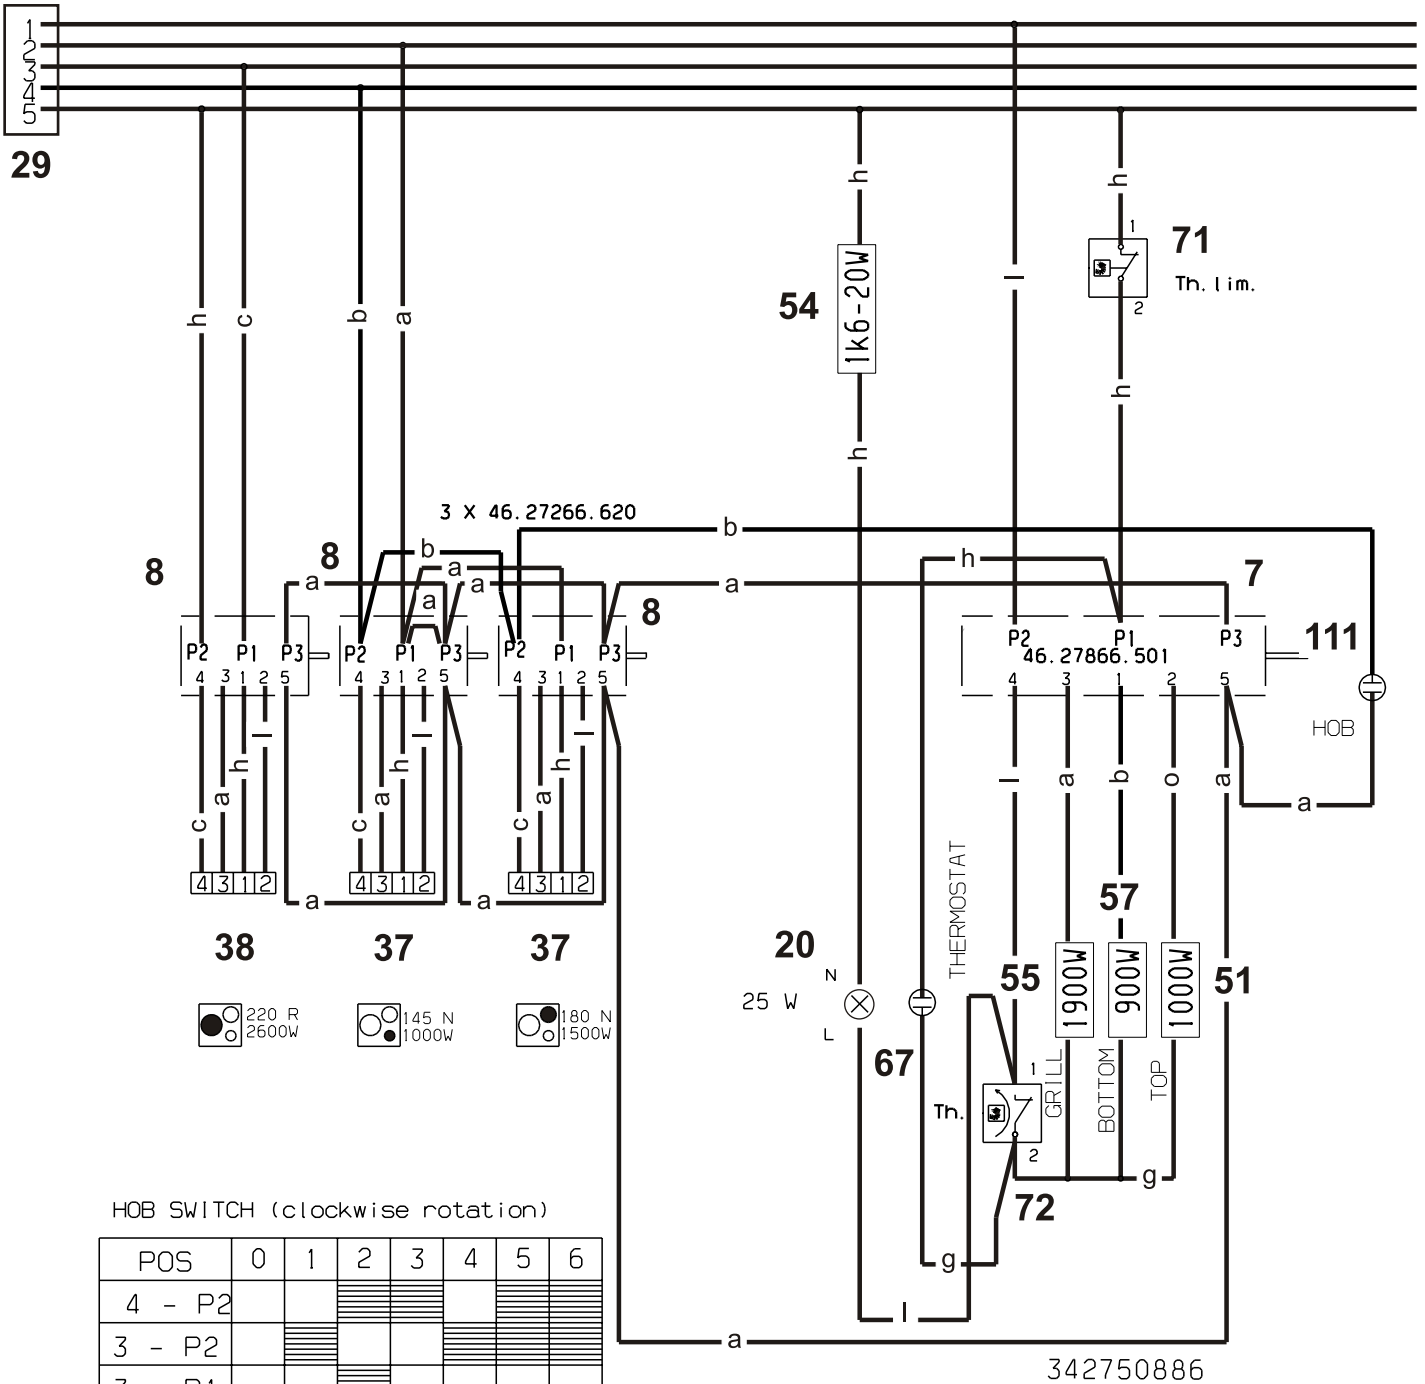 1
2
3
4
5
29
h
c
b
a
h
54
1k6-20W
h
l
h
1
71
Th. lim.
2
h
3 X 46.27266.620
8
8
8
a
b
a
a
a
b
h
a
7
P2 P1 P3
4 3 1 2 5
P2 P1 P3
4 3 1 2 5
P2 P1 P3
4 3 1 2 5
P2 P1 P3
46.27866.501
4 3 1 2 5
111
HOB
c a h l
c a h l
c a h l
l a b o a a
4 3 1 2
4 3 1 2
4 3 1 2
a a
38 37 37
220 R
2600W
145 N
1000W
180 N
1500W
20
N
25 W
L
67
THERMOSTAT
55
57
51
1900W 900W 1000W
GRILL BOTTOM TOP
1
Th.
2
72
g
g
l
a
HOB SWITCH (clockwise rotation)
POS 0 1 2 3 4 5 6
4 - P2
3 - P2
342750886